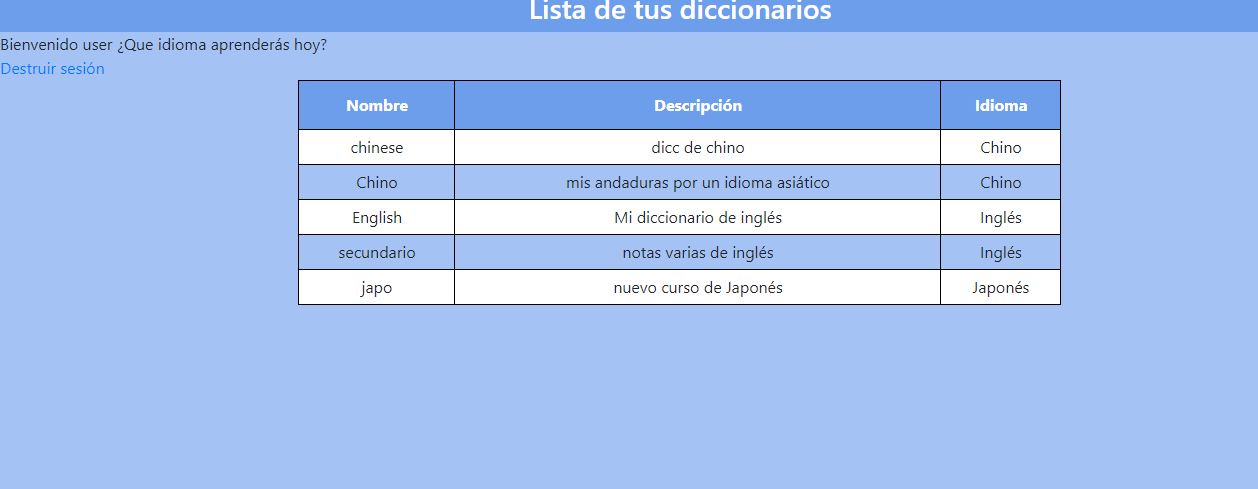 Lista de tus diccionarios
Bienvenido user ¿Que idioma aprenderás hoy?
Destruir sesión
Nombre Descripción Idioma
chinese dicc de chino Chino
Chino mis andaduras por un idioma asiático Chino
English Mi diccionario de inglés Inglés
secundario notas varias de inglés Inglés
japo nuevo curso de Japonés Japonés